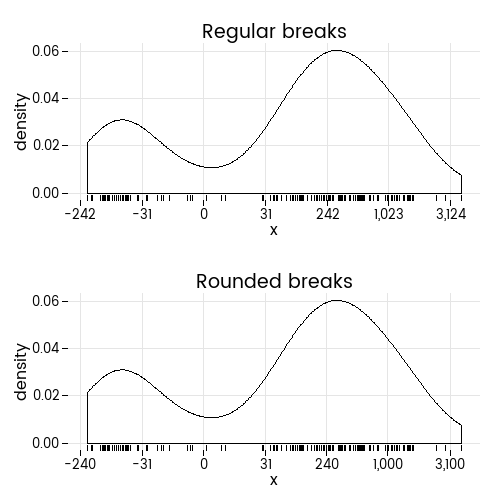 Regular breaks
0.06
0.04
0.02
0.00
density
−242 −31 0 31 242 1,023 3,124
x
Rounded breaks
0.06
0.04
0.02
0.00
density
−240 −31 0 31 240 1,000 3,100
x